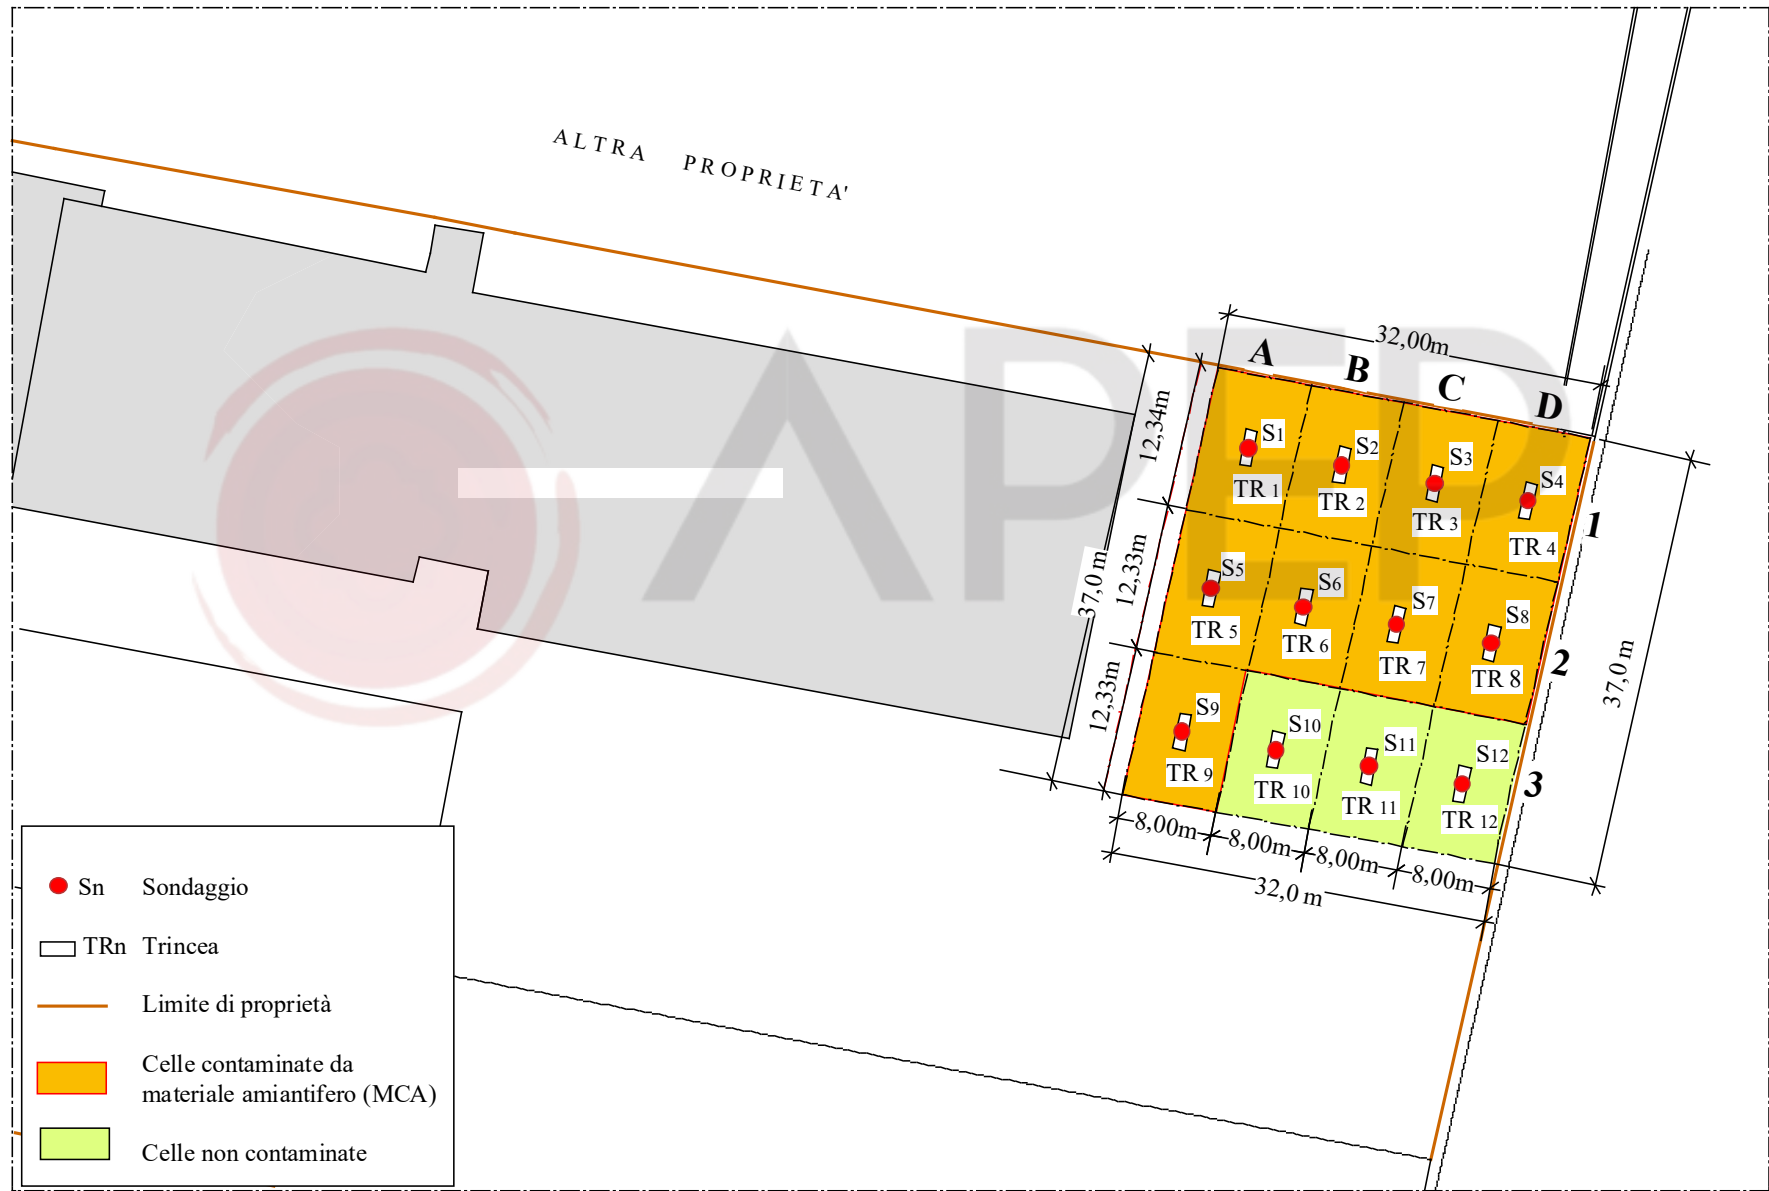 ALTRA PROPRIETA'
APED
32,00m
A
B
C
D
12,34m
12,33m
12,33m
37,0 m
S1
TR 1
S2
TR 2
S3
TR 3
S4
TR 4
1
S5
TR 5
S6
TR 6
S7
TR 7
S8
TR 8
2
37,0 m
S9
TR 9
S10
TR 10
S11
TR 11
S12
TR 12
3
8,00m
8,00m
8,00m
8,00m
32,0 m
Sn Sondaggio
TRn Trincea
Limite di proprietà
Celle contaminate da
materiale amiantifero (MCA)
Celle non contaminate